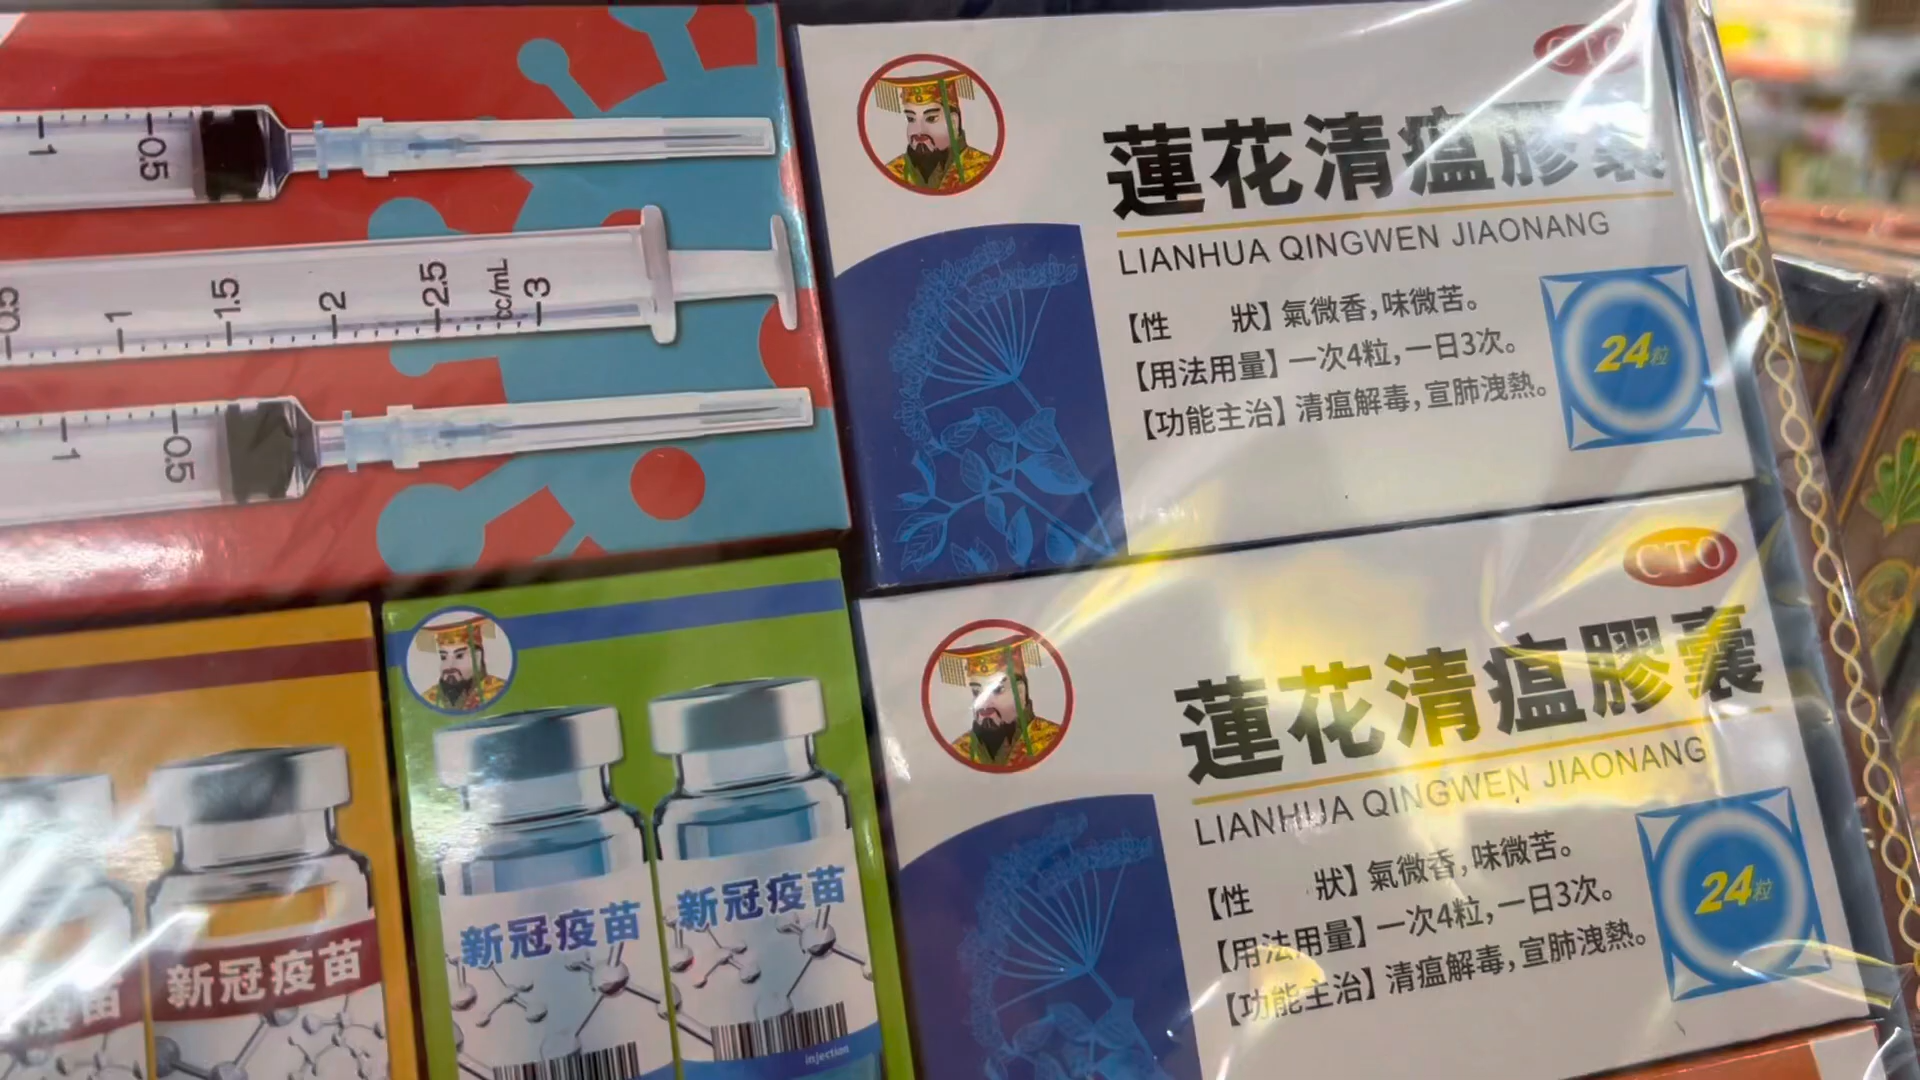 1
0.5
0.5
1
1.5
2
2.5
cc/mL
3
1
0.5
CTO
蓮花清瘟膠囊
LIANHUA QINGWEN JIAONANG
【性 狀】氣微香,味微苦。
【用法用量】一次4粒,一日3次。
【功能主治】清瘟解毒,宣肺洩熱。
24粒
CTO
蓮花清瘟膠囊
LIANHUA QINGWEN JIAONANG
【性 狀】氣微香,味微苦。
【用法用量】一次4粒,一日3次。
【功能主治】清瘟解毒,宣肺洩熱。
24粒
疫苗
新冠疫苗
新冠疫苗
新冠疫苗
injection